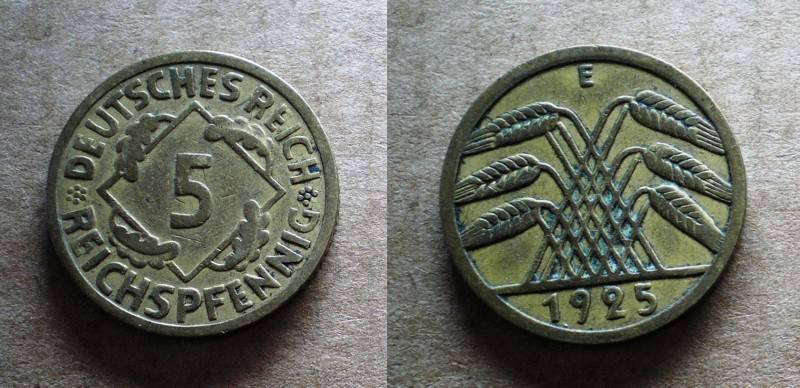 DEUTSCHES REICH
5
REICHSPFENNIG
E
1925